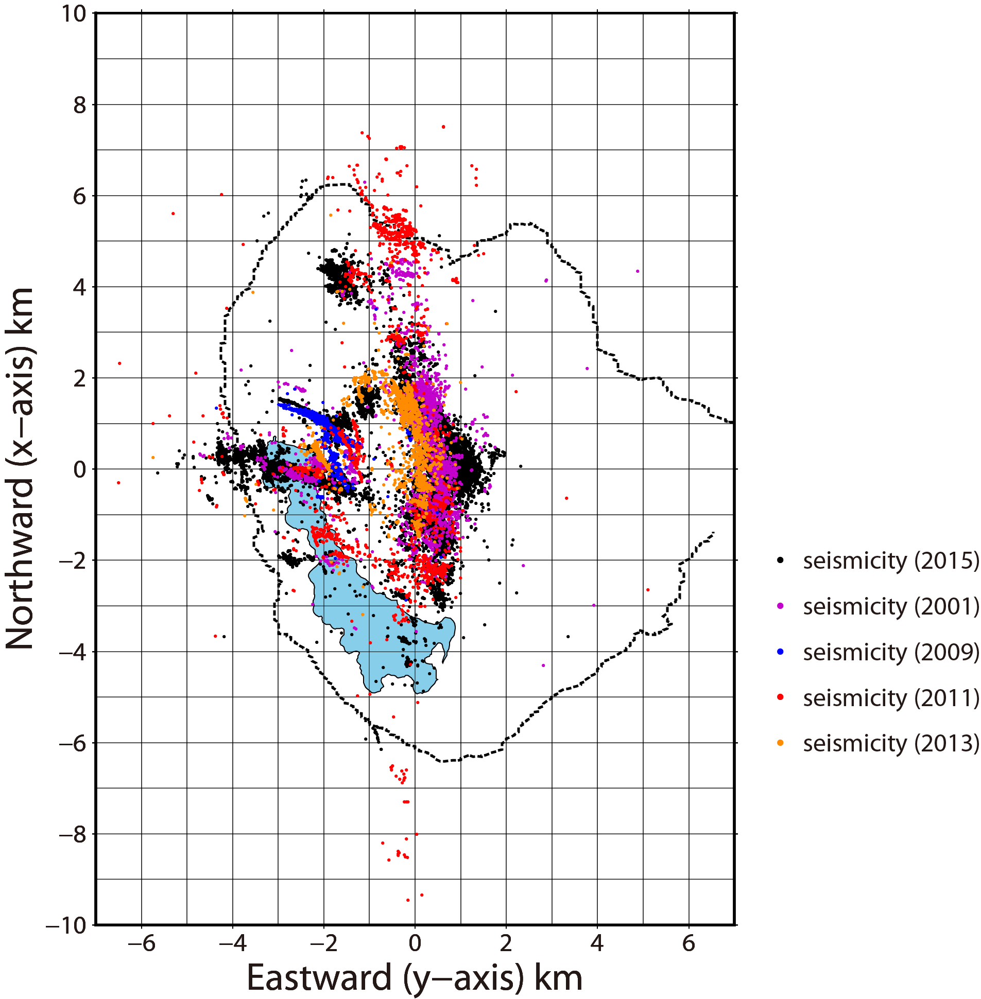 10
8
6
4
2
0
−2
−4
−6
−8
−10
Northward (x−axis) km
−6 −4 −2 0 2 4 6
Eastward (y−axis) km
seismicity (2015)
seismicity (2001)
seismicity (2009)
seismicity (2011)
seismicity (2013)